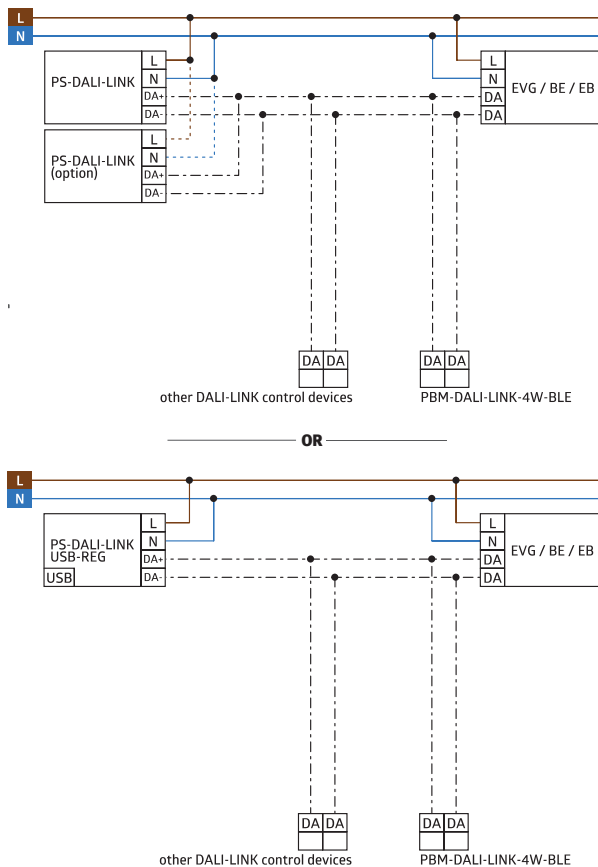 L
N
PS-DALI-LINK
L
N
DA+
DA-
L
N
DA
DA
EVG / BE / EB
PS-DALI-LINK
(option)
L
N
DA+
DA-
DA DA
DA DA
other DALI-LINK control devices
PBM-DALI-LINK-4W-BLE
OR
L
N
PS-DALI-LINK
USB-REG
USB
L
N
DA+
DA-
L
N
DA
DA
EVG / BE / EB
DA DA
DA DA
other DALI-LINK control devices
PBM-DALI-LINK-4W-BLE